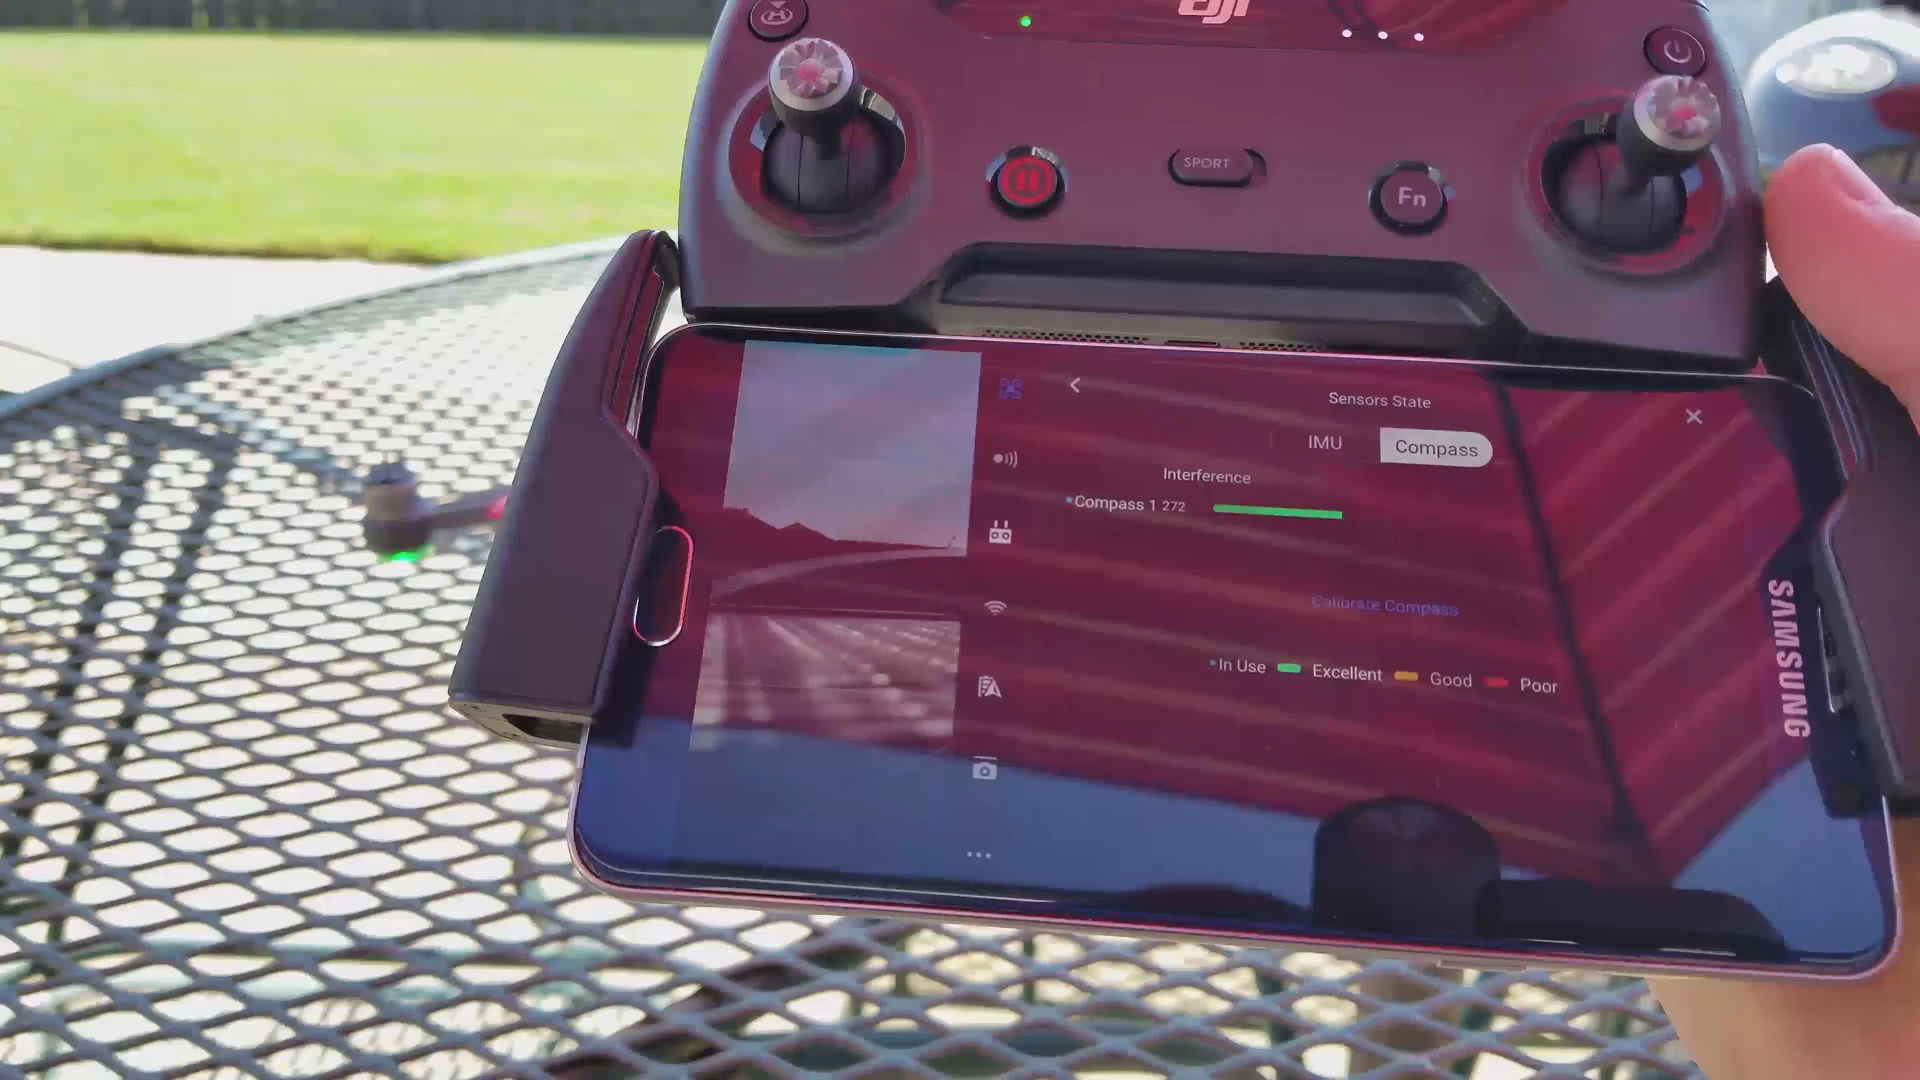 dji
SPORT
Fn
Sensors State
IMU
Compass
Interference
Compass 1 272
Calibrate Compass
In Use Excellent Good Poor
SAMSUNG